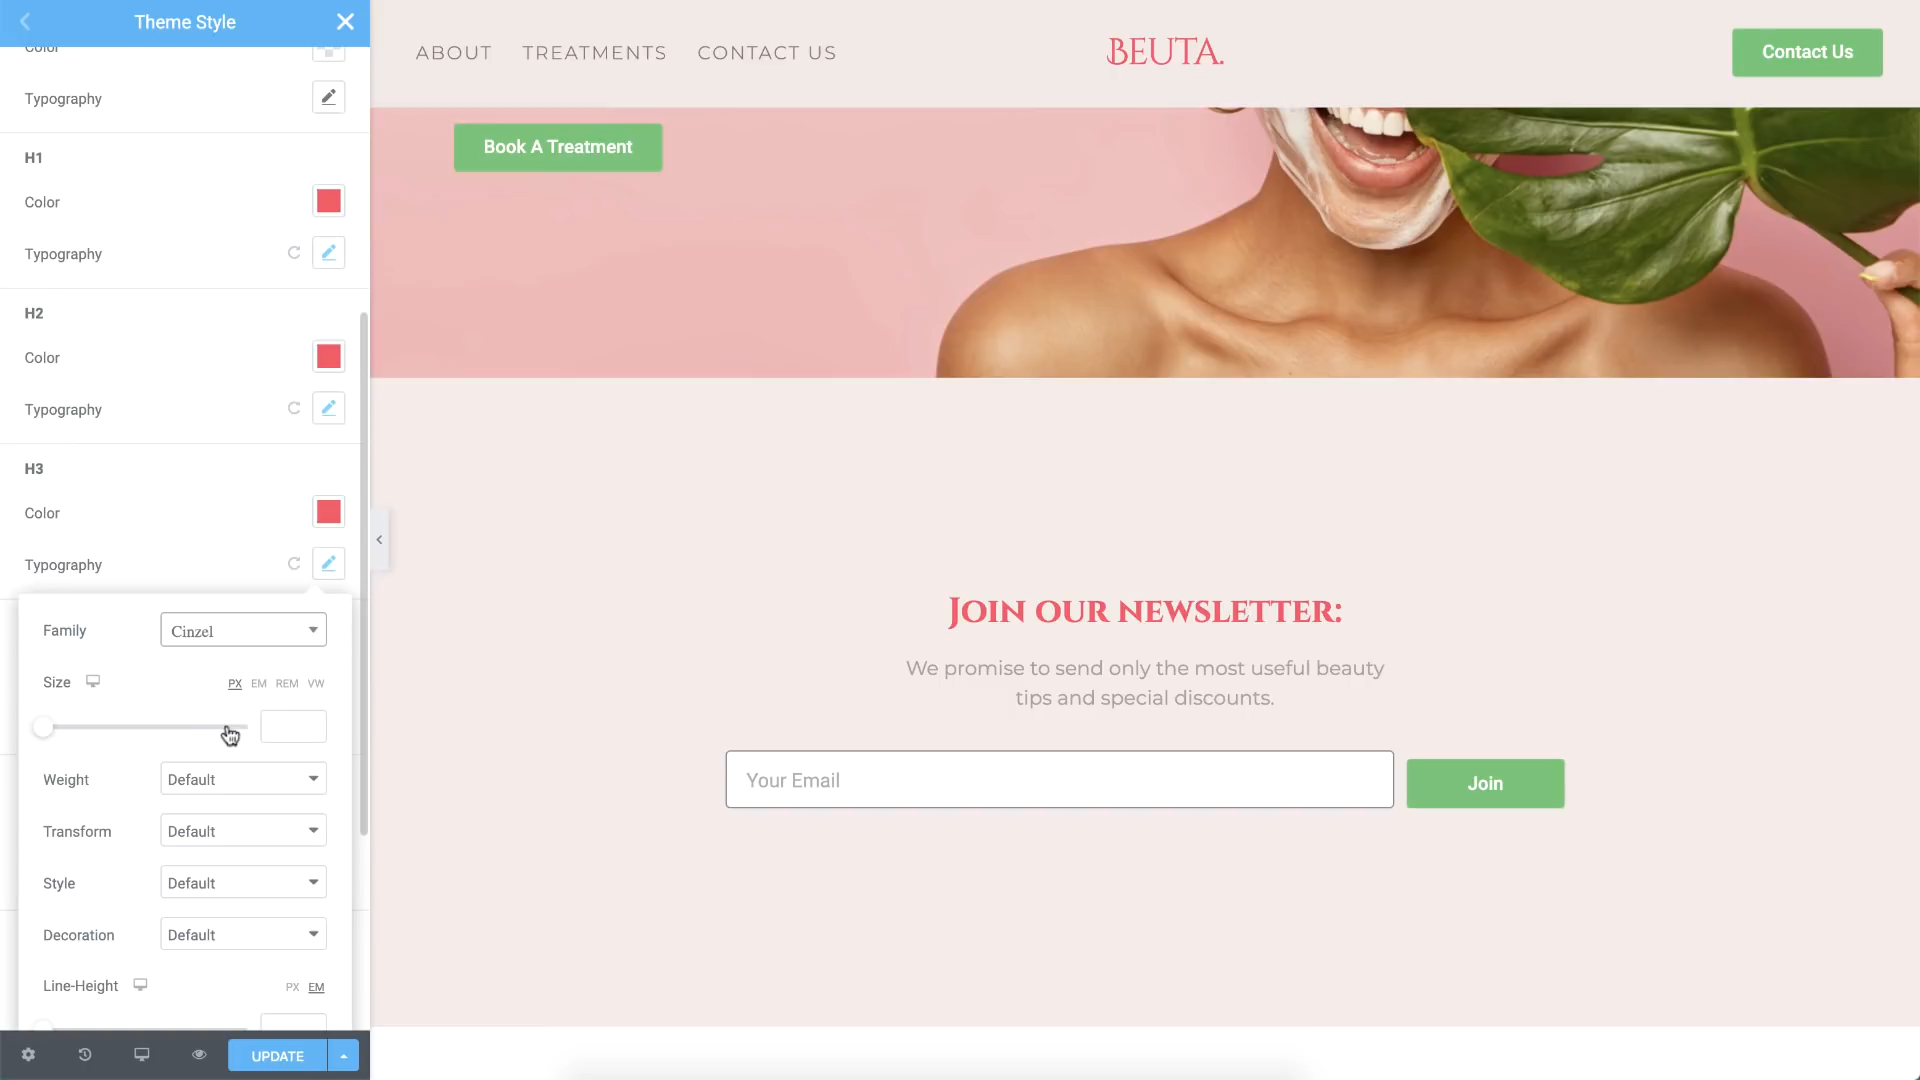 Theme Style
Color
Typography
H1
Color
Typography
H2
Color
Typography
H3
Color
Typography
Family
Cinzel
Size
PX EM REM VW
Weight
Default
Transform
Default
Style
Default
Decoration
Default
Line-Height
PX EM
UPDATE
ABOUT TREATMENTS CONTACT US
BEUTA.
Contact Us
Book A Treatment
JOIN OUR NEWSLETTER:
We promise to send only the most useful beauty
tips and special discounts.
Your Email
Join